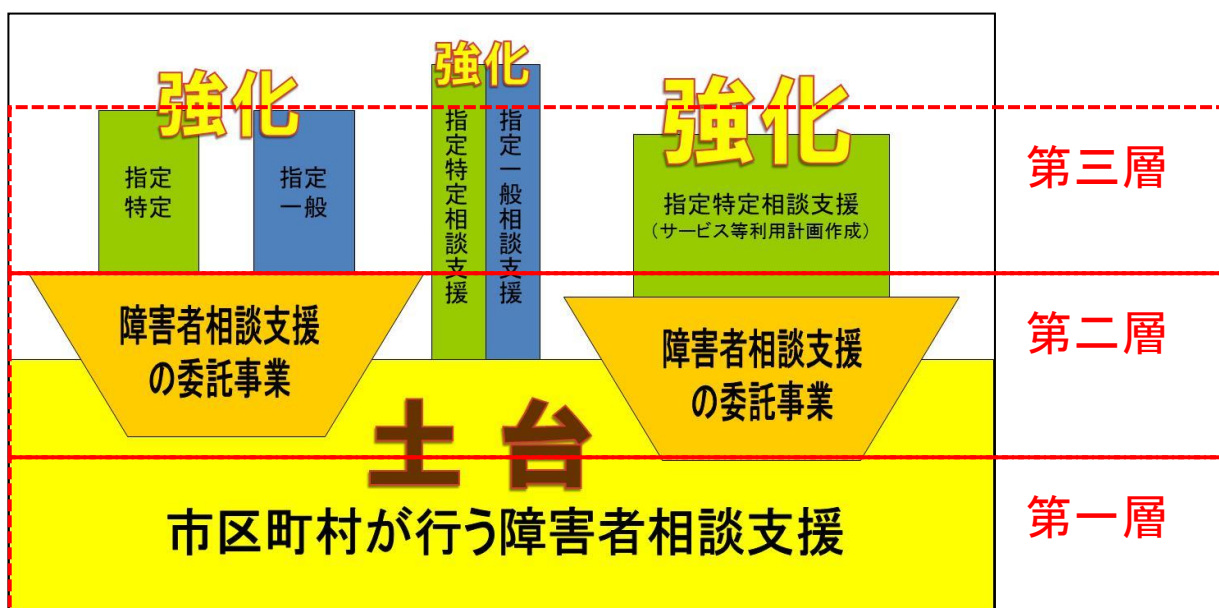 強化
指定
特定
指定
一般
障害者相談支援
の委託事業
強化
指定特定相談支援
指定一般相談支援
強化
指定特定相談支援
(サービス等利用計画作成)
障害者相談支援
の委託事業
土台
市区町村が行う障害者相談支援
第三層
第二層
第一層